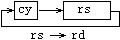 cy rs
rs → rd